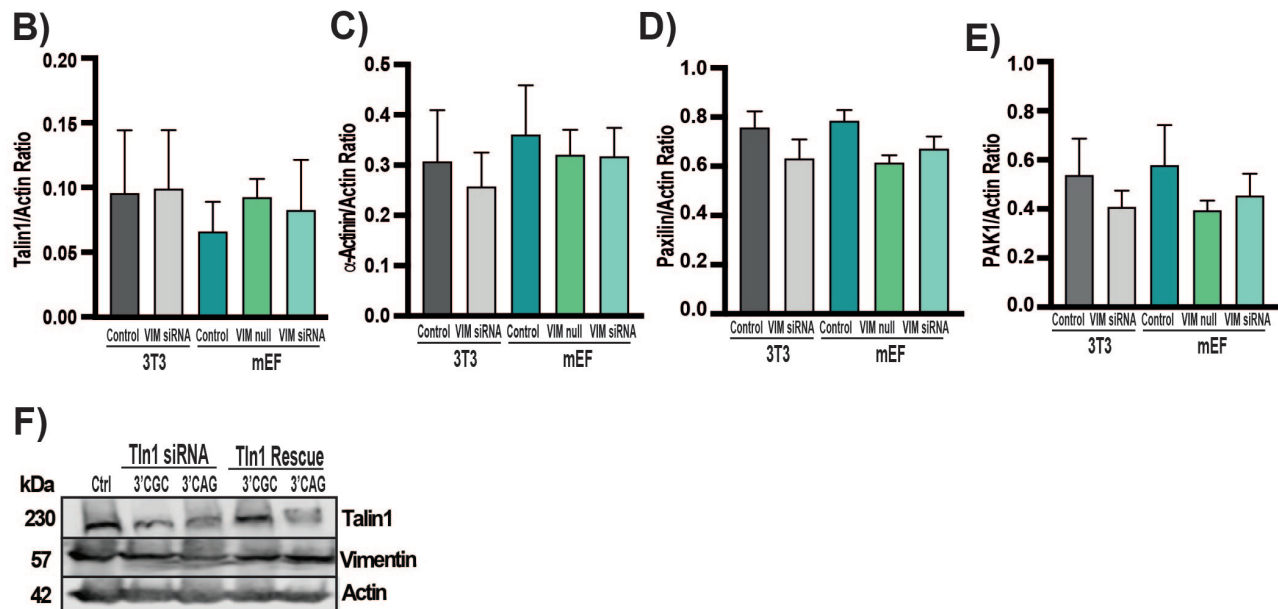 B)
Talin1/Actin Ratio
0.20
0.15
0.10
0.05
0.00
Control VIM siRNA Control VIM null VIM siRNA
3T3 mEF
C)
α-Actinin/Actin Ratio
0.5
0.4
0.3
0.2
0.1
0.0
Control VIM siRNA Control VIM null VIM siRNA
3T3 mEF
D)
Paxilin/Actin Ratio
1.0
0.8
0.6
0.4
0.2
0.0
Control VIM siRNA Control VIM null VIM siRNA
3T3 mEF
E)
PAK1/Actin Ratio
1.0
0.8
0.6
0.4
0.2
0.0
Control VIM siRNA Control VIM null VIM siRNA
3T3 mEF
F)
Tln1 siRNA Tln1 Rescue
kDa Ctrl 3'CGC 3'CAG 3'CGC 3'CAG
230 Talin1
57 Vimentin
42 Actin